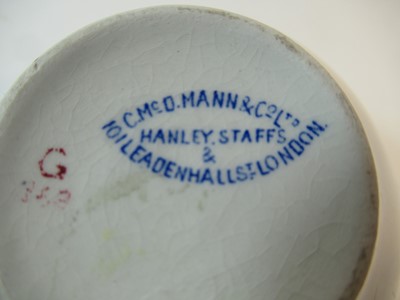 C. McD. MANN & Co LTD
HANLEY. STAFFS
&
101 LEADENHALL ST LONDON.
G